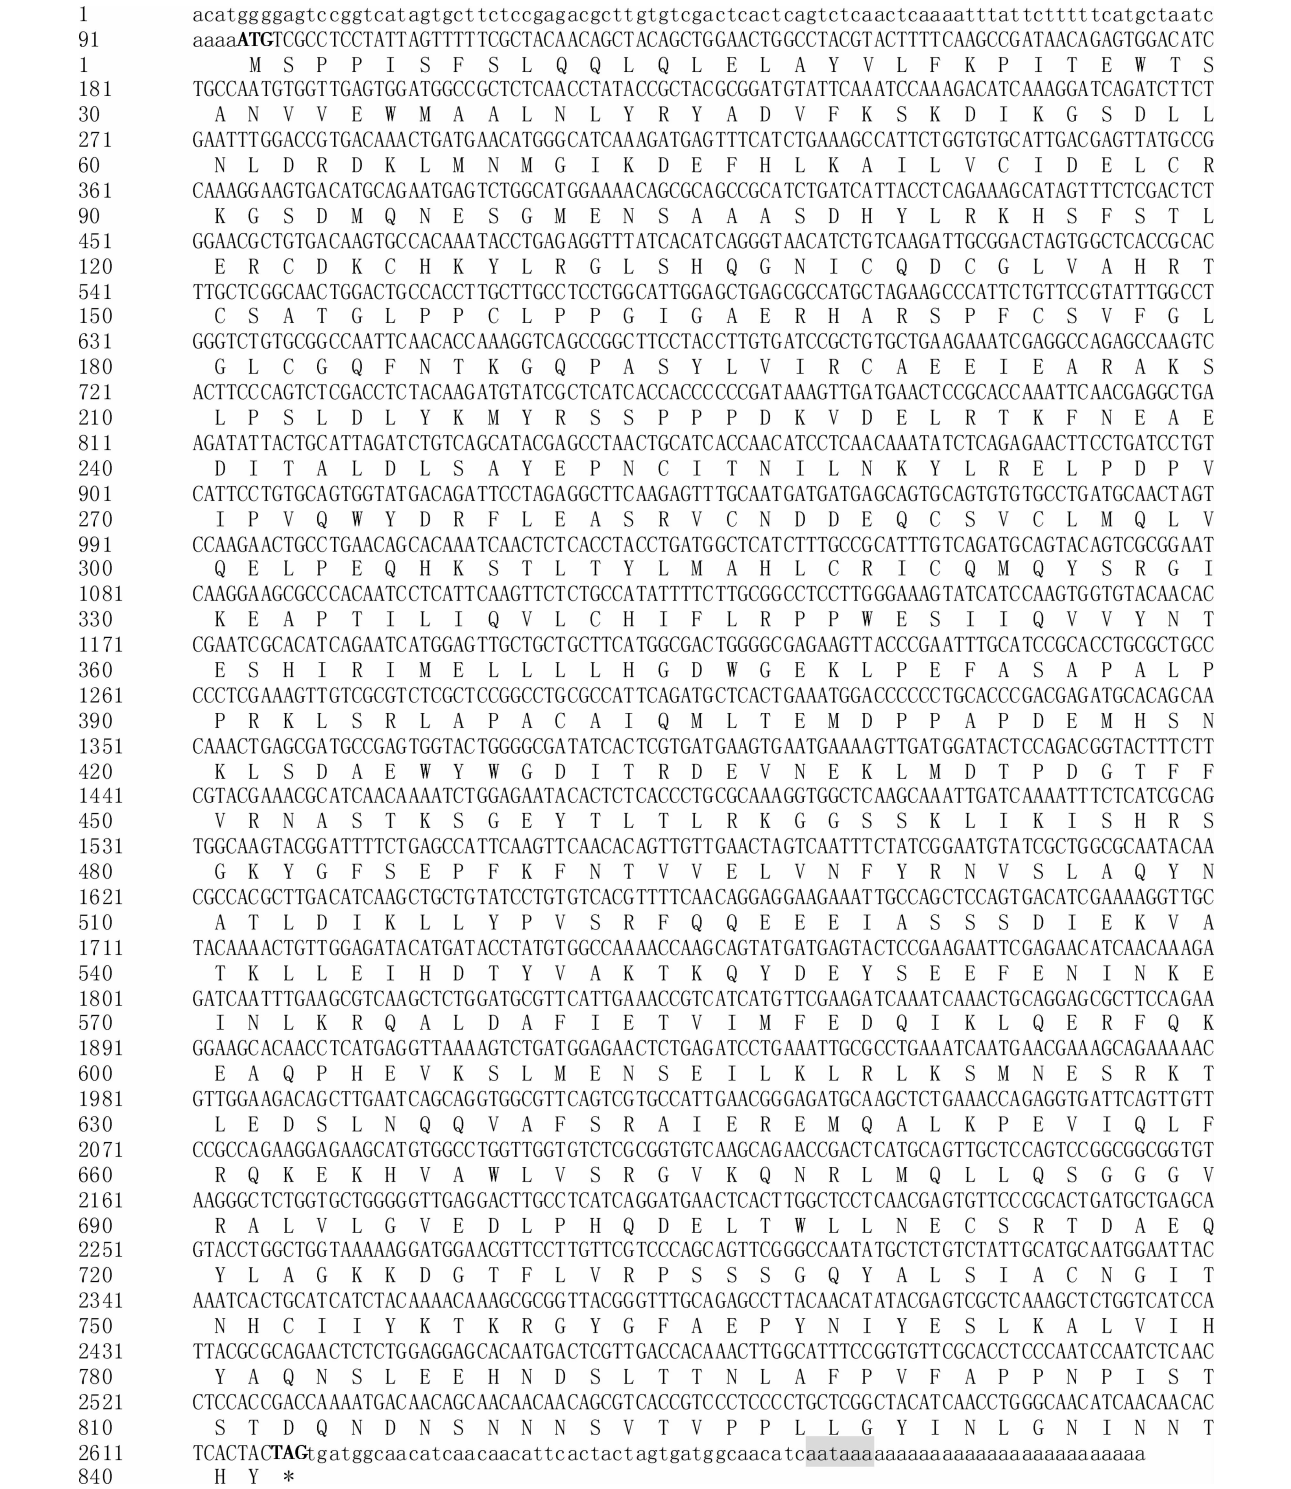 1 acatggggagtccggtcatagtgcttctccgagacgcttgtgtcgactcactcagtctcaactcaaaatttattctttttcatgctaatc
91 aaaaATGTCGCCTCCTATTAGTTTTTCGCTACAACAGCTACAGCTGGAACTGGCCTACGTACTTTTCAAGCCGATAACAGAGTGGACATC
1 M S P P I S F S L Q Q L Q L E L A Y V L F K P I T E W T S
181 TGCCAATGTGGTTGAGTGGATGGCCGCTCTCAACCTATACCGCTACGCGGATGTATTCAAATCCAAAGACATCAAAGGATCAGATCTTCT
30 A N V V E W M A A L N L Y R Y A D V F K S K D I K G S D L L
271 GAATTTGGACCGTGACAAACTGATGAACATGGGCATCAAAGATGAGTTTCATCTGAAAGCCATTCTGGTGTGCATTGACGAGTTATGCCG
60 N L D R D K L M N M G I K D E F H L K A I L V C I D E L C R
361 CAAAGGAAGTGACATGCAGAATGAGTCTGGCATGGAAAACAGCGCAGCCGCATCTGATCATTACCTCAGAAAGCATAGTTTCTCGACTCT
90 K G S D M Q N E S G M E N S A A A S D H Y L R K H S F S T L
451 GGAACGCTGTGACAAGTGCCACAAATACCTGAGAGGTTTATCACATCAGGGTAACATCTGTCAAGATTGCGGACTAGTGGCTCACCGCAC
120 E R C D K C H K Y L R G L S H Q G N I C Q D C G L V A H R T
541 TTGCTCGGCAACTGGACTGCCACCTTGCTTGCCTCCTGGCATTGGAGCTGAGCGCCATGCTAGAAGCCCATTCTGTTCCGTATTTGGCCT
150 C S A T G L P P C L P P G I G A E R H A R S P F C S V F G L
631 GGGTCTGTGCGGCCAATTCAACACCAAAGGTCAGCCGGCTTCCTACCTTGTGATCCGCTGTGCTGAAGAAATCGAGGCCAGAGCCAAGTC
180 G L C G Q F N T K G Q P A S Y L V I R C A E E I E A R A K S
721 ACTTCCCAGTCTCGACCTCTACAAGATGTATCGCTCATCACCACCCCCCGATAAAGTTGATGAACTCCGCACCAAATTCAACGAGGCTGA
210 L P S L D L Y K M Y R S S P P P D K V D E L R T K F N E A E
811 AGATATTACTGCATTAGATCTGTCAGCATACGAGCCTAACTGCATCACCAACATCCTCAACAAATATCTCAGAGAACTTCCTGATCCTGT
240 D I T A L D L S A Y E P N C I T N I L N K Y L R E L P D P V
901 CATTCCTGTGCAGTGGTATGACAGATTCCTAGAGGCTTCAAGAGTTTGCAATGATGATGAGCAGTGCAGTGTGTGCCTGATGCAACTAGT
270 I P V Q W Y D R F L E A S R V C N D D E Q C S V C L M Q L V
991 CCAAGAACTGCCTGAACAGCACAAATCAACTCTCACCTACCTGATGGCTCATCTTTGCCGCATTTGTCAGATGCAGTACAGTCGCGGAAT
300 Q E L P E Q H K S T L T Y L M A H L C R I C Q M Q Y S R G I
1081 CAAGGAAGCGCCCACAATCCTCATTCAAGTTCTCTGCCATATTTTCTTGCGGCCTCCTTGGGAAAGTATCATCCAAGTGGTGTACAACAC
330 K E A P T I L I Q V L C H I F L R P P W E S I I Q V V Y N T
1171 CGAATCGCACATCAGAATCATGGAGTTGCTGCTGCTTCATGGCGACTGGGGCGAGAAGTTACCCGAATTTGCATCCGCACCTGCGCTGCC
360 E S H I R I M E L L L L H G D W G E K L P E F A S A P A L P
1261 CCCTCGAAAGTTGTCGCGTCTCGCTCCGGCCTGCGCCATTCAGATGCTCACTGAAATGGACCCCCCTGCACCCGACGAGATGCACAGCAA
390 P R K L S R L A P A C A I Q M L T E M D P P A P D E M H S N
1351 CAAACTGAGCGATGCCGAGTGGTACTGGGGCGATATCACTCGTGATGAAGTGAATGAAAAGTTGATGGATACTCCAGACGGTACTTTCTT
420 K L S D A E W Y W G D I T R D E V N E K L M D T P D G T F F
1441 CGTACGAAACGCATCAACAAAATCTGGAGAATACACTCTCACCCTGCGCAAAGGTGGCTCAAGCAAATTGATCAAAATTTCTCATCGCAG
450 V R N A S T K S G E Y T L T L R K G G S S K L I K I S H R S
1531 TGGCAAGTACGGATTTTCTGAGCCATTCAAGTTCAACACAGTTGTTGAACTAGTCAATTTCTATCGGAATGTATCGCTGGCGCAATACAA
480 G K Y G F S E P F K F N T V V E L V N F Y R N V S L A Q Y N
1621 CGCCACGCTTGACATCAAGCTGCTGTATCCTGTGTCACGTTTTCAACAGGAGGAAGAAATTGCCAGCTCCAGTGACATCGAAAAGGTTGC
510 A T L D I K L L Y P V S R F Q Q E E E I A S S S D I E K V A
1711 TACAAAACTGTTGGAGATACATGATACCTATGTGGCCAAAACCAAGCAGTATGATGAGTACTCCGAAGAATTCGAGAACATCAACAAAGA
540 T K L L E I H D T Y V A K T K Q Y D E Y S E E F E N I N K E
1801 GATCAATTTGAAGCGTCAAGCTCTGGATGCGTTCATTGAAACCGTCATCATGTTCGAAGATCAAATCAAACTGCAGGAGCGCTTCCAGAA
570 I N L K R Q A L D A F I E T V I M F E D Q I K L Q E R F Q K
1891 GGAAGCACAACCTCATGAGGTTAAAAGTCTGATGGAGAACTCTGAGATCCTGAAATTGCGCCTGAAATCAATGAACGAAAGCAGAAAAAC
600 E A Q P H E V K S L M E N S E I L K L R L K S M N E S R K T
1981 GTTGGAAGACAGCTTGAATCAGCAGGTGGCGTTCAGTCGTGCCATTGAACGGGAGATGCAAGCTCTGAAACCAGAGGTGATTCAGTTGTT
630 L E D S L N Q Q V A F S R A I E R E M Q A L K P E V I Q L F
2071 CCGCCAGAAGGAGAAGCATGTGGCCTGGTTGGTGTCTCGCGGTGTCAAGCAGAACCGACTCATGCAGTTGCTCCAGTCCGGCGGCGGTGT
660 R Q K E K H V A W L V S R G V K Q N R L M Q L L Q S G G G V
2161 AAGGGCTCTGGTGCTGGGGGTTGAGGACTTGCCTCATCAGGATGAACTCACTTGGCTCCTCAACGAGTGTTCCCGCACTGATGCTGAGCA
690 R A L V L G V E D L P H Q D E L T W L L N E C S R T D A E Q
2251 GTACCTGGCTGGTAAAAAGGATGGAACGTTCCTTGTTCGTCCCAGCAGTTCGGGCCAATATGCTCTGTCTATTGCATGCAATGGAATTAC
720 Y L A G K K D G T F L V R P S S S G Q Y A L S I A C N G I T
2341 AAATCACTGCATCATCTACAAAACAAAGCGCGGTTACGGGTTTGCAGAGCCTTACAACATATACGAGTCGCTCAAAGCTCTGGTCATCCA
750 N H C I I Y K T K R G Y G F A E P Y N I Y E S L K A L V I H
2431 TTACGCGCAGAACTCTCTGGAGGAGCACAATGACTCGTTGACCACAAACTTGGCATTTCCGGTGTTCGCACCTCCCAATCCAATCTCAAC
780 Y A Q N S L E E H N D S L T T N L A F P V F A P P N P I S T
2521 CTCCACCGACCAAAATGACAACAGCAACAACAACAGCGTCACCGTCCCTCCCCTGCTCGGCTACATCAACCTGGGCAACATCAACAACAC
810 S T D Q N D N S N N N S V T V P P L L G Y I N L G N I N N T
2611 TCACTACTAGtgatggcaacatcaacaacattcactactagtgatggcaacatcaataaaaaaaaaaaaaaaaaaaaaaaaa
840 H Y *